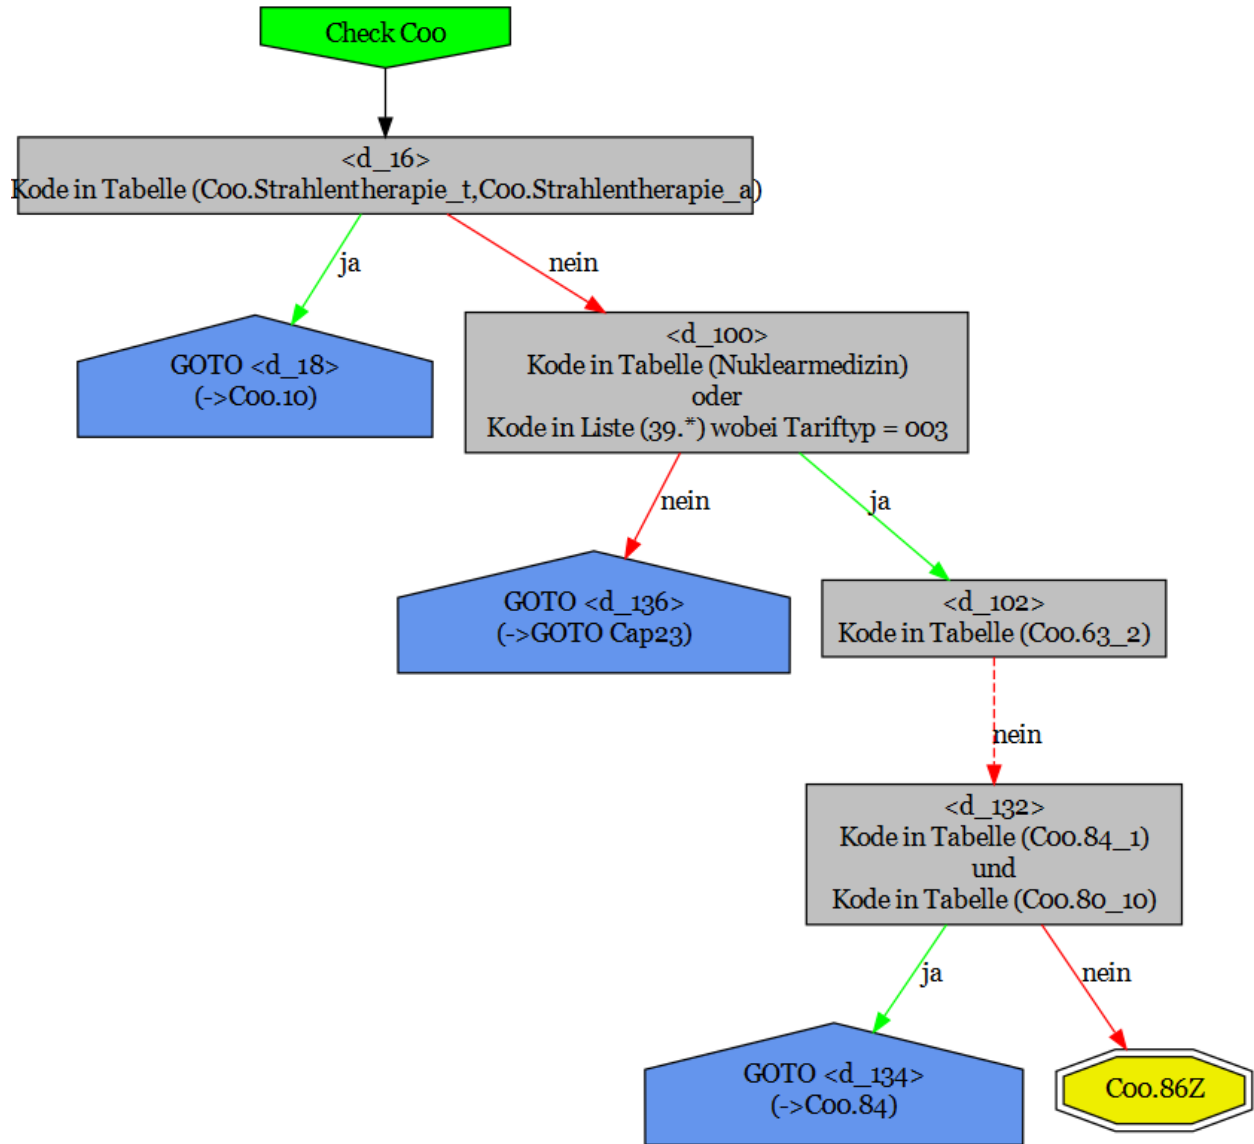 Check C00
<d_16>
Kode in Tabelle (C00.Strahlentherapie_t,C00.Strahlentherapie_a)
ja
nein
GOTO <d_18>
(->C00.10)
<d_100>
Kode in Tabelle (Nuklearmedizin)
oder
Kode in Liste (39.*) wobei Tariftyp = 003
nein
ja
GOTO <d_136>
(->GOTO Cap23)
<d_102>
Kode in Tabelle (C00.63_2)
nein
<d_132>
Kode in Tabelle (C00.84_1)
und
Kode in Tabelle (C00.80_10)
ja
nein
GOTO <d_134>
(->C00.84)
C00.86Z